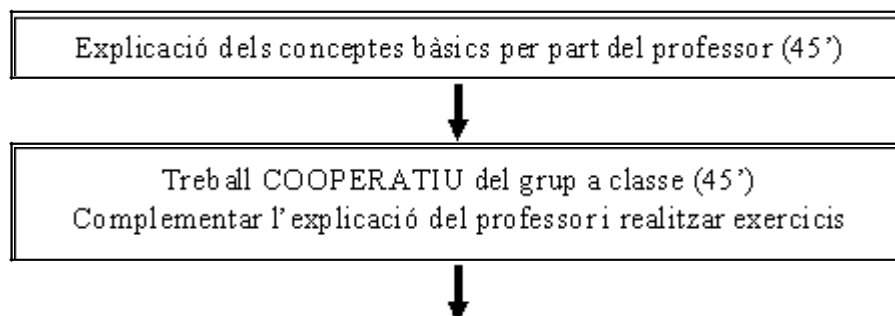 Explicació dels conceptes bàsics per part del professor (45’)
Treball COOPERATIU del grup a classe (45’)
Complementar l’explicació del professor i realitzar exercicis